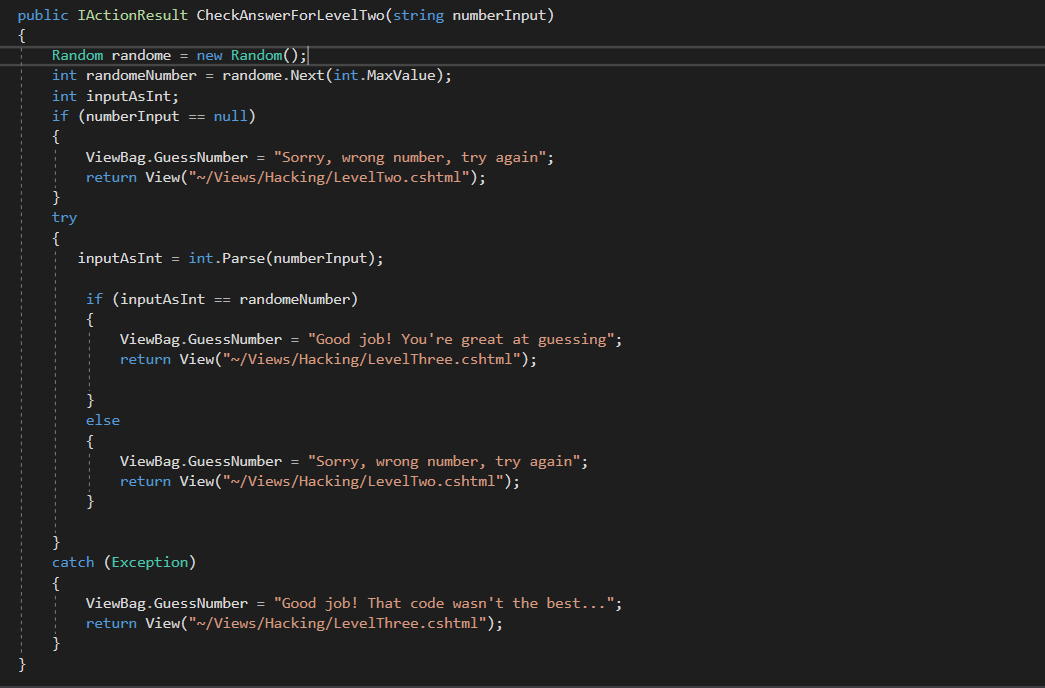 public IActionResult CheckAnswerForLevelTwo(string numberInput)
{
Random randome = new Random();
int randomeNumber = randome.Next(int.MaxValue);
int inputAsInt;
if (numberInput == null)
{
ViewBag.GuessNumber = "Sorry, wrong number, try again";
return View("~/Views/Hacking/LevelTwo.cshtml");
}
try
{
inputAsInt = int.Parse(numberInput);
if (inputAsInt == randomeNumber)
{
ViewBag.GuessNumber = "Good job! You're great at guessing";
return View("~/Views/Hacking/LevelThree.cshtml");
}
else
{
ViewBag.GuessNumber = "Sorry, wrong number, try again";
return View("~/Views/Hacking/LevelTwo.cshtml");
}
}
catch (Exception)
{
ViewBag.GuessNumber = "Good job! That code wasn't the best...";
return View("~/Views/Hacking/LevelThree.cshtml");
}
}